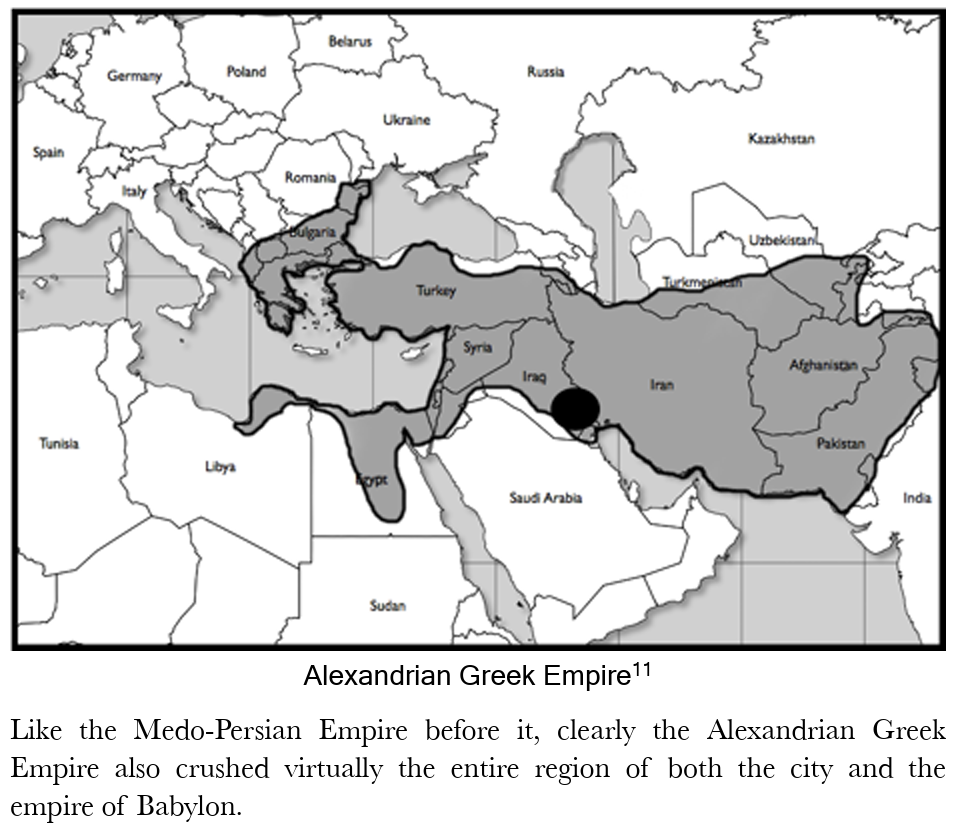 Belarus
Germany
Poland
Russia
Ukraine
Kazakhstan
Spain
Romania
Italy
Bulgaria
Uzbekistan
Turkmenistan
Turkey
Syria
Iraq
Iran
Afghanistan
Tunisia
Libya
Egypt
Saudi Arabia
Pakistan
India
Sudan
Alexandrian Greek Empire11
Like the Medo-Persian Empire before it, clearly the Alexandrian Greek
Empire also crushed virtually the entire region of both the city and the
empire of Babylon.